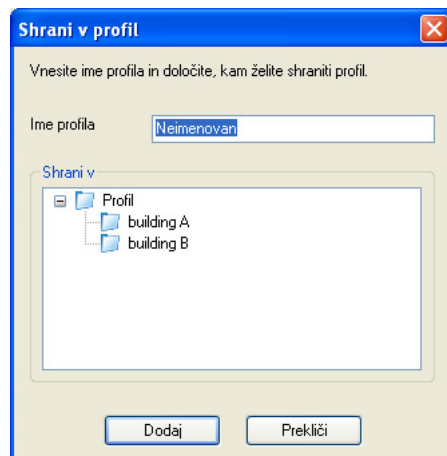 Shrani v profil
Vnesite ime profila in določite, kam želite shraniti profil.
Ime profila
Neimenovan
Shrani v
Profil
building A
building B
Dodaj
Prekliči